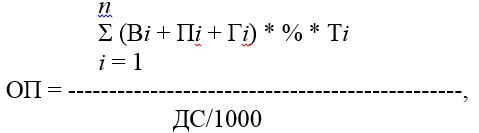 n
Σ (Вi + Пi + Гi) * % * Тi
i = 1
ОП = ------------------------------------------------,
ДС/1000